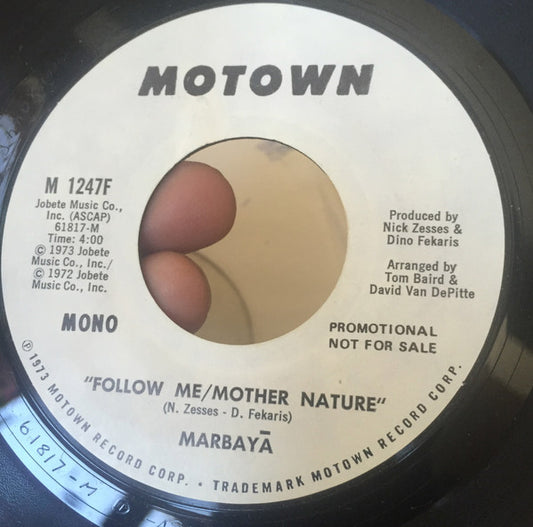 MOTOWN
M 1247F
Jobete Music Co.,
Inc. (ASCAP)
61817-M
Time: 4:00
© 1973 Jobete
Music Co., Inc./
© 1972 Jobete
Music Co., Inc.
MONO
Produced by
Nick Zesses &
Dino Fekaris
Arranged by
Tom Baird &
David Van DePitte
PROMOTIONAL
NOT FOR SALE
"FOLLOW ME/MOTHER NATURE"
(N. Zesses - D. Fekaris)
MARBAYĀ
℗ 1973 MOTOWN RECORD CORP. • TRADEMARK MOTOWN RECORD CORP.
61817-M